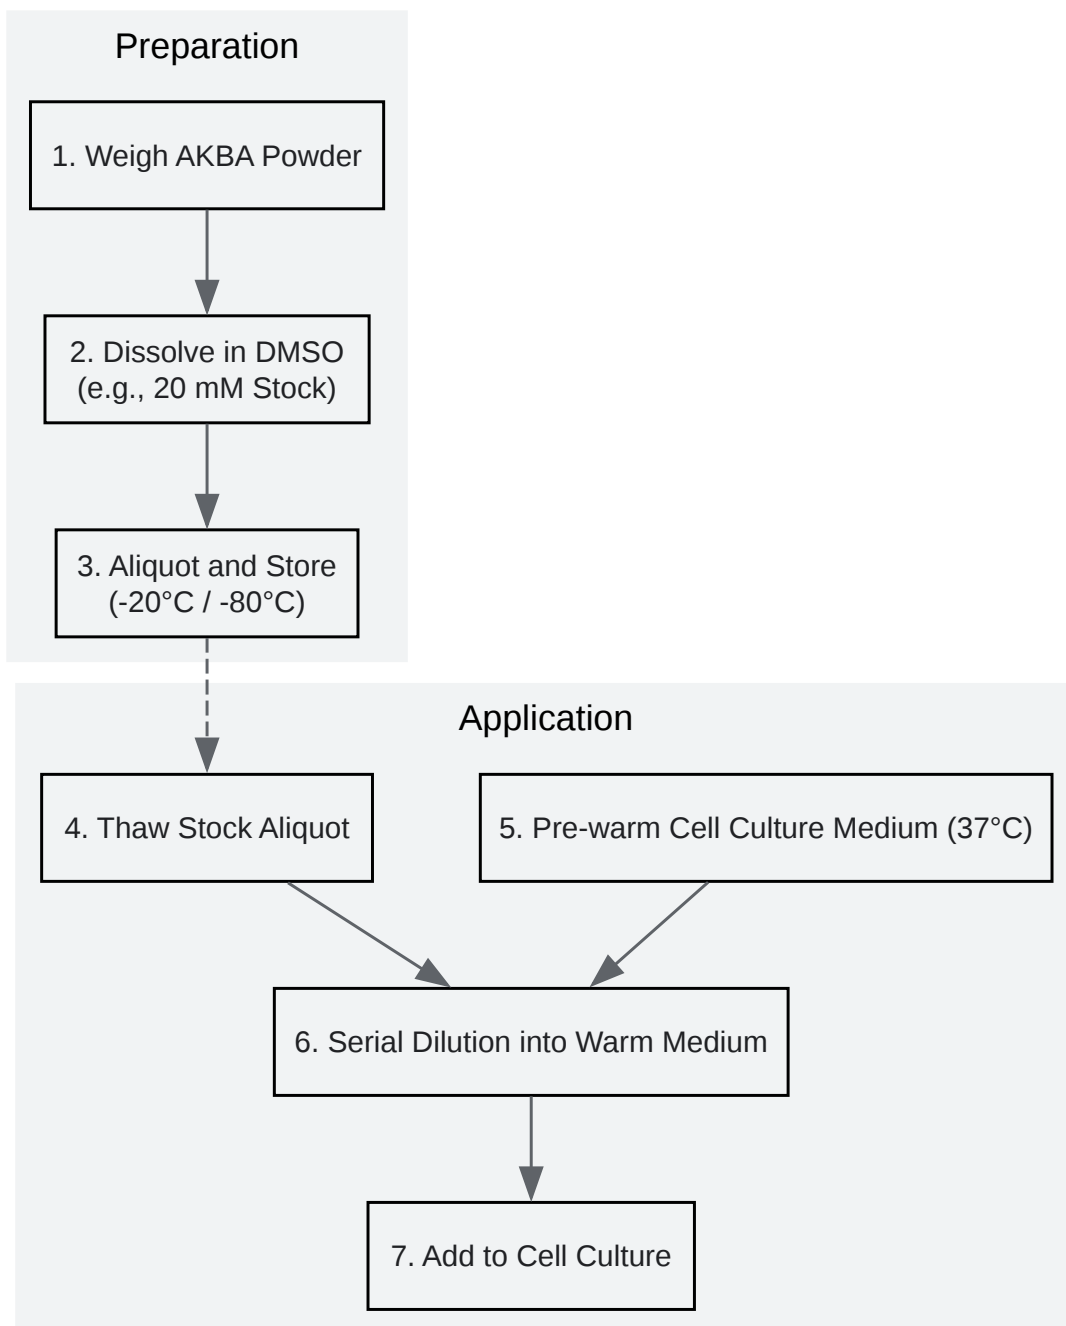 Preparation
1. Weigh AKBA Powder
2. Dissolve in DMSO
(e.g., 20 mM Stock)
3. Aliquot and Store
(-20°C / -80°C)
Application
4. Thaw Stock Aliquot
5. Pre-warm Cell Culture Medium (37°C)
6. Serial Dilution into Warm Medium
7. Add to Cell Culture